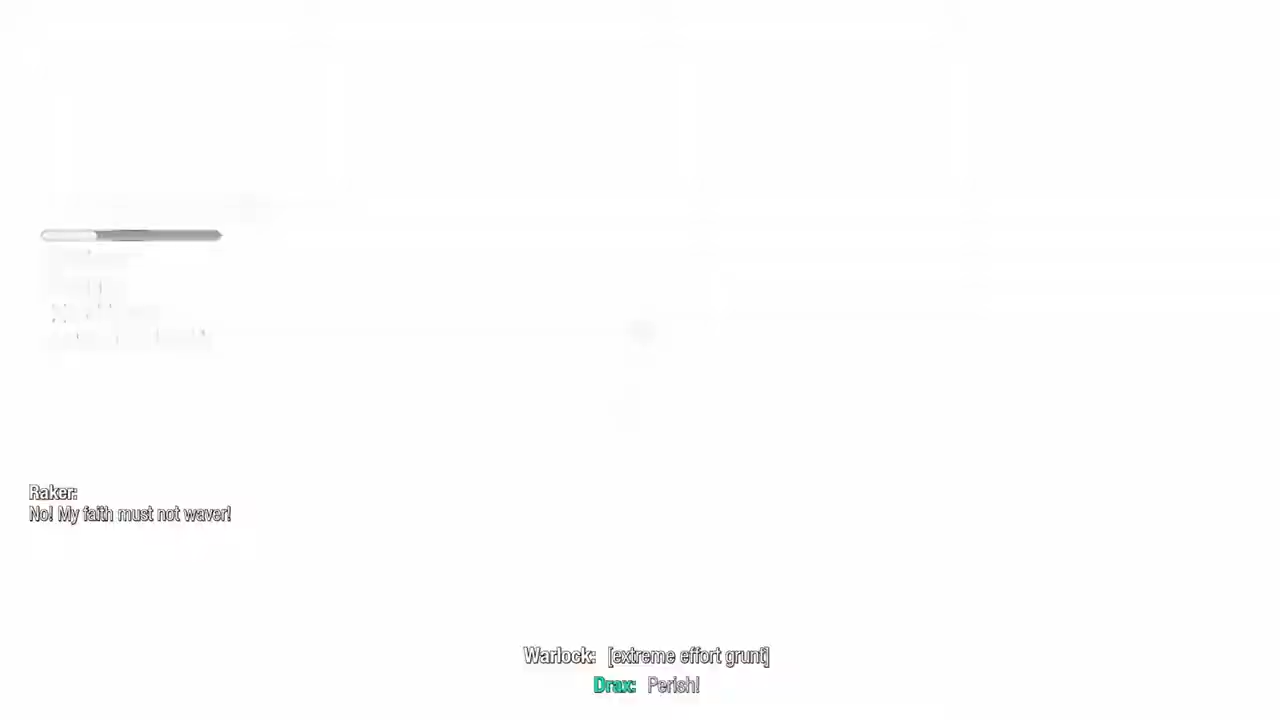 Raker:
No! My faith must not waver!
Warlock: [extreme effort grunt]
Drax: Perish!